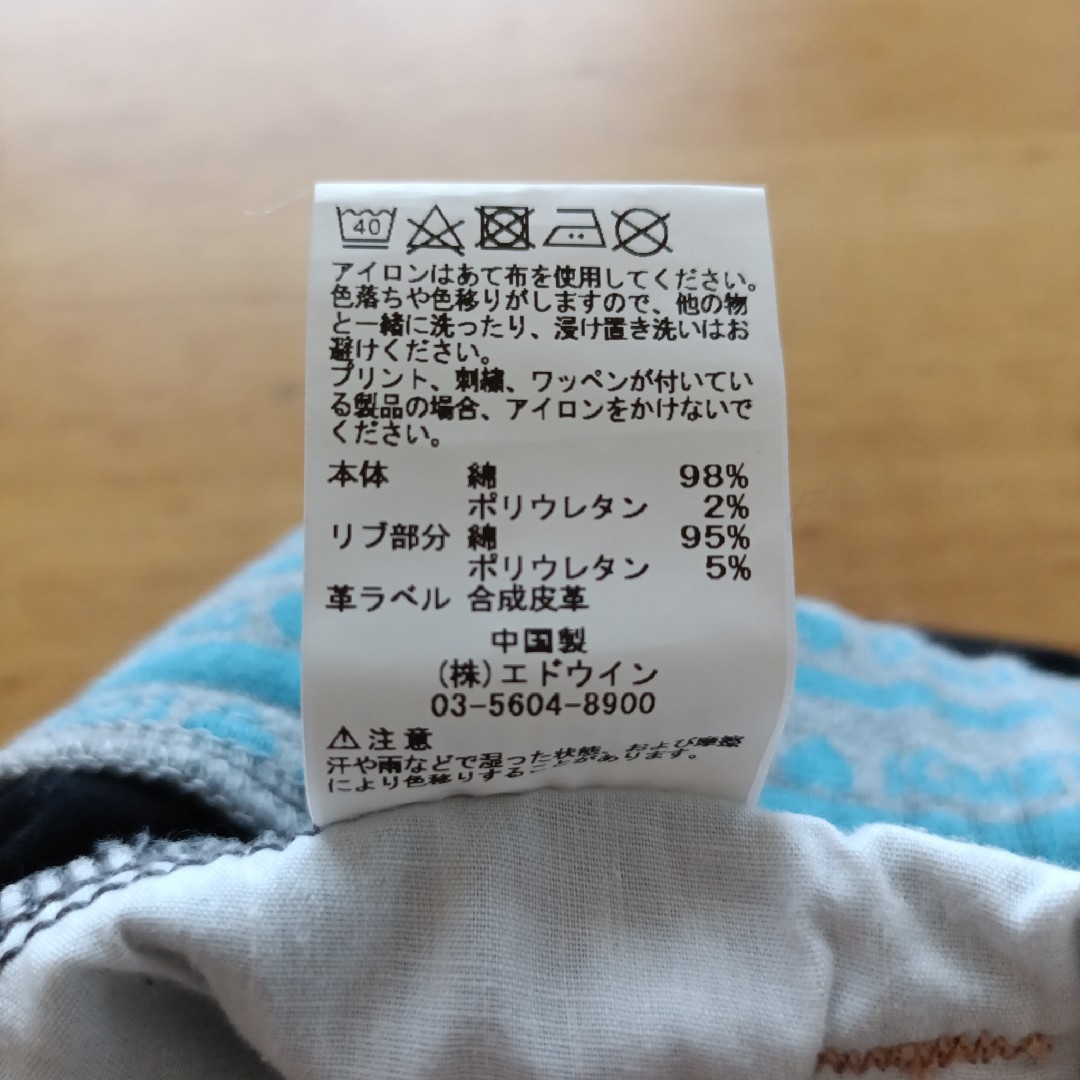 40
アイロンはあて布を使用してください。
色落ちや色移りがしますので、他の物
と一緒に洗ったり、浸け置き洗いはお
避けください。
プリント、刺繍、ワッペンが付いてい
る製品の場合、アイロンをかけないで
ください。
本体 綿 98%
ポリウレタン 2%
リブ部分 綿 95%
ポリウレタン 5%
革ラベル 合成皮革
中国製
(株)エドウイン
03-5604-8900
⚠注意
汗や雨などで湿った状態、および摩擦
により色移りすることがあります。